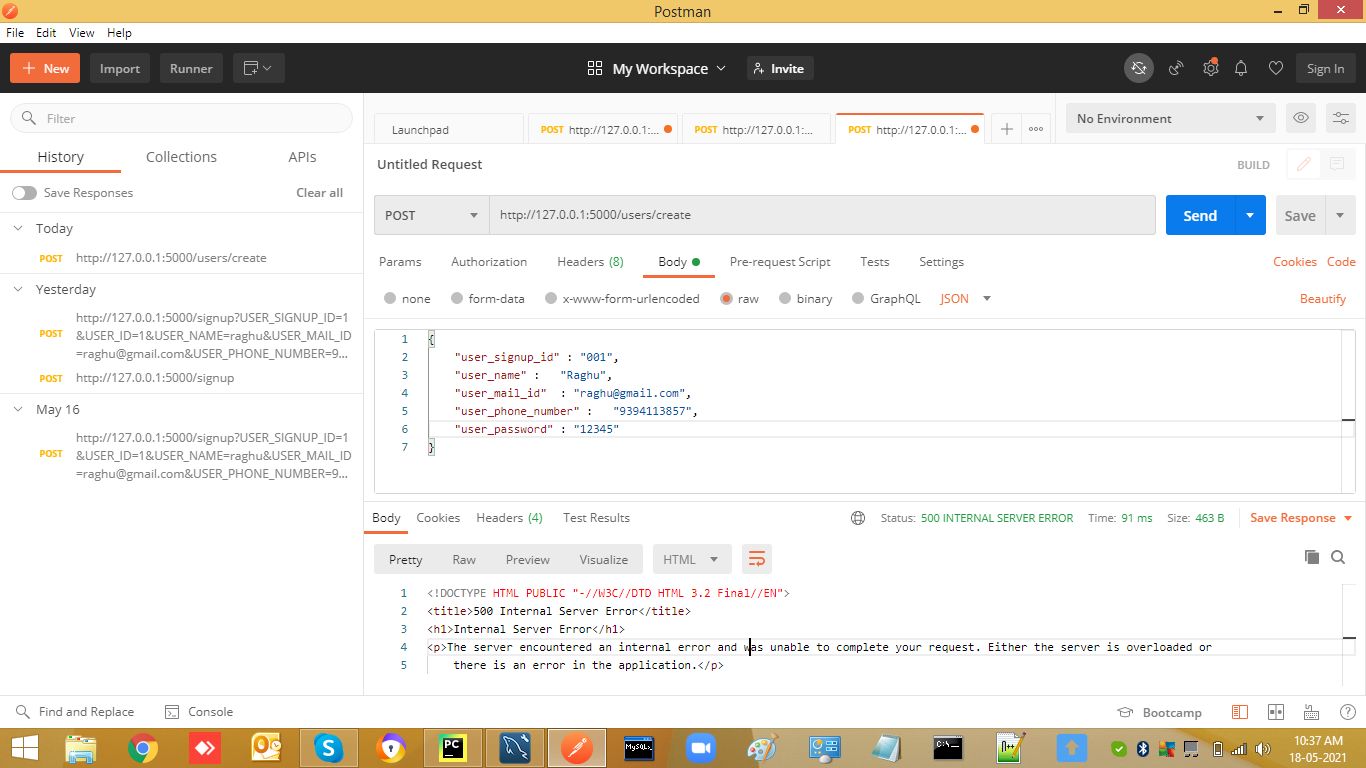 Postman
File Edit View Help
New Import Runner My Workspace Invite Sign In
Filter
History Collections APIs
Save Responses Clear all
Today
POST http://127.0.0.1:5000/users/create
Yesterday
POST http://127.0.0.1:5000/signup?USER_SIGNUP_ID=1
&USER_ID=1&USER_NAME=raghu&USER_MAIL_ID
=raghu@gmail.com&USER_PHONE_NUMBER=9...
POST http://127.0.0.1:5000/signup
May 16
POST http://127.0.0.1:5000/signup?USER_SIGNUP_ID=1
&USER_ID=1&USER_NAME=raghu&USER_MAIL_ID
=raghu@gmail.com&USER_PHONE_NUMBER=9...
Launchpad POST http://127.0.0.1:... POST http://127.0.0.1:... POST http://127.0.0.1:... No Environment
Untitled Request BUILD
POST http://127.0.0.1:5000/users/create Send Save
Params Authorization Headers (8) Body Pre-request Script Tests Settings Cookies Code
none form-data x-www-form-urlencoded raw binary GraphQL JSON Beautify
1 {
2 "user_signup_id" : "001",
3 "user_name" : "Raghu",
4 "user_mail_id" : "raghu@gmail.com",
5 "user_phone_number" : "9394113857",
6 "user_password" : "12345"
7 }
Body Cookies Headers (4) Test Results Status: 500 INTERNAL SERVER ERROR Time: 91 ms Size: 463 B Save Response
Pretty Raw Preview Visualize HTML
1 <!DOCTYPE HTML PUBLIC "-//W3C//DTD HTML 3.2 Final//EN">
2 <title>500 Internal Server Error</title>
3 <h1>Internal Server Error</h1>
4 <p>The server encountered an internal error and was unable to complete your request. Either the server is overloaded or
5 there is an error in the application.</p>
Find and Replace Console Bootcamp
10:37 AM
18-05-2021